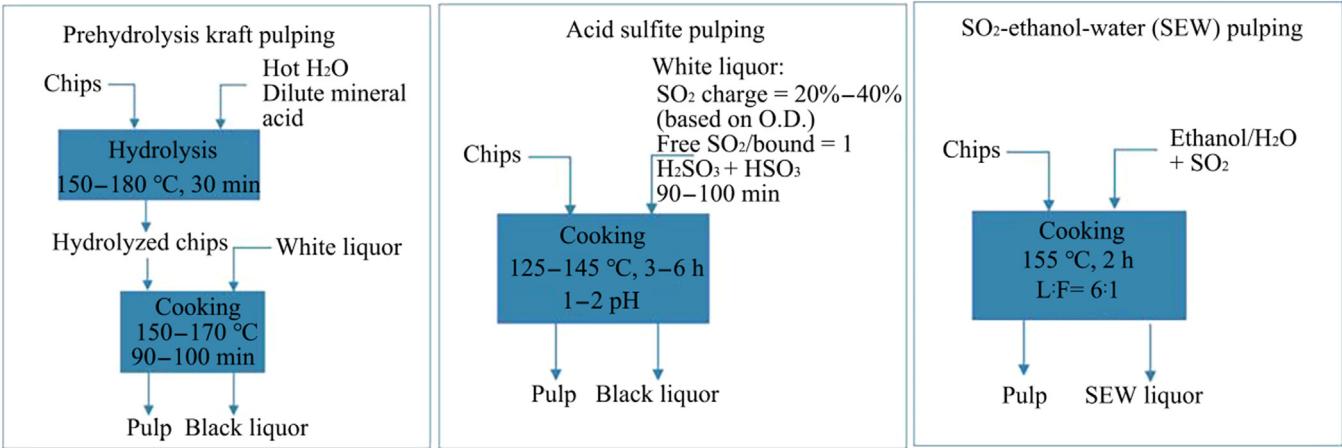 Prehydrolysis kraft pulping
Chips
Hot H₂O
Dilute mineral
acid
Hydrolysis
150−180 ℃, 30 min
Hydrolyzed chips
White liquor
Cooking
150−170 ℃
90−100 min
Pulp
Black liquor
Acid sulfite pulping
White liquor:
SO₂ charge = 20%−40%
(based on O.D.)
Free SO₂/bound = 1
H₂SO₃ + HSO₃
90−100 min
Chips
Cooking
125−145 ℃, 3−6 h
1−2 pH
Pulp
Black liquor
SO₂-ethanol-water (SEW) pulping
Chips
Ethanol/H₂O
+ SO₂
Cooking
155 ℃, 2 h
L∶F= 6∶1
Pulp
SEW liquor